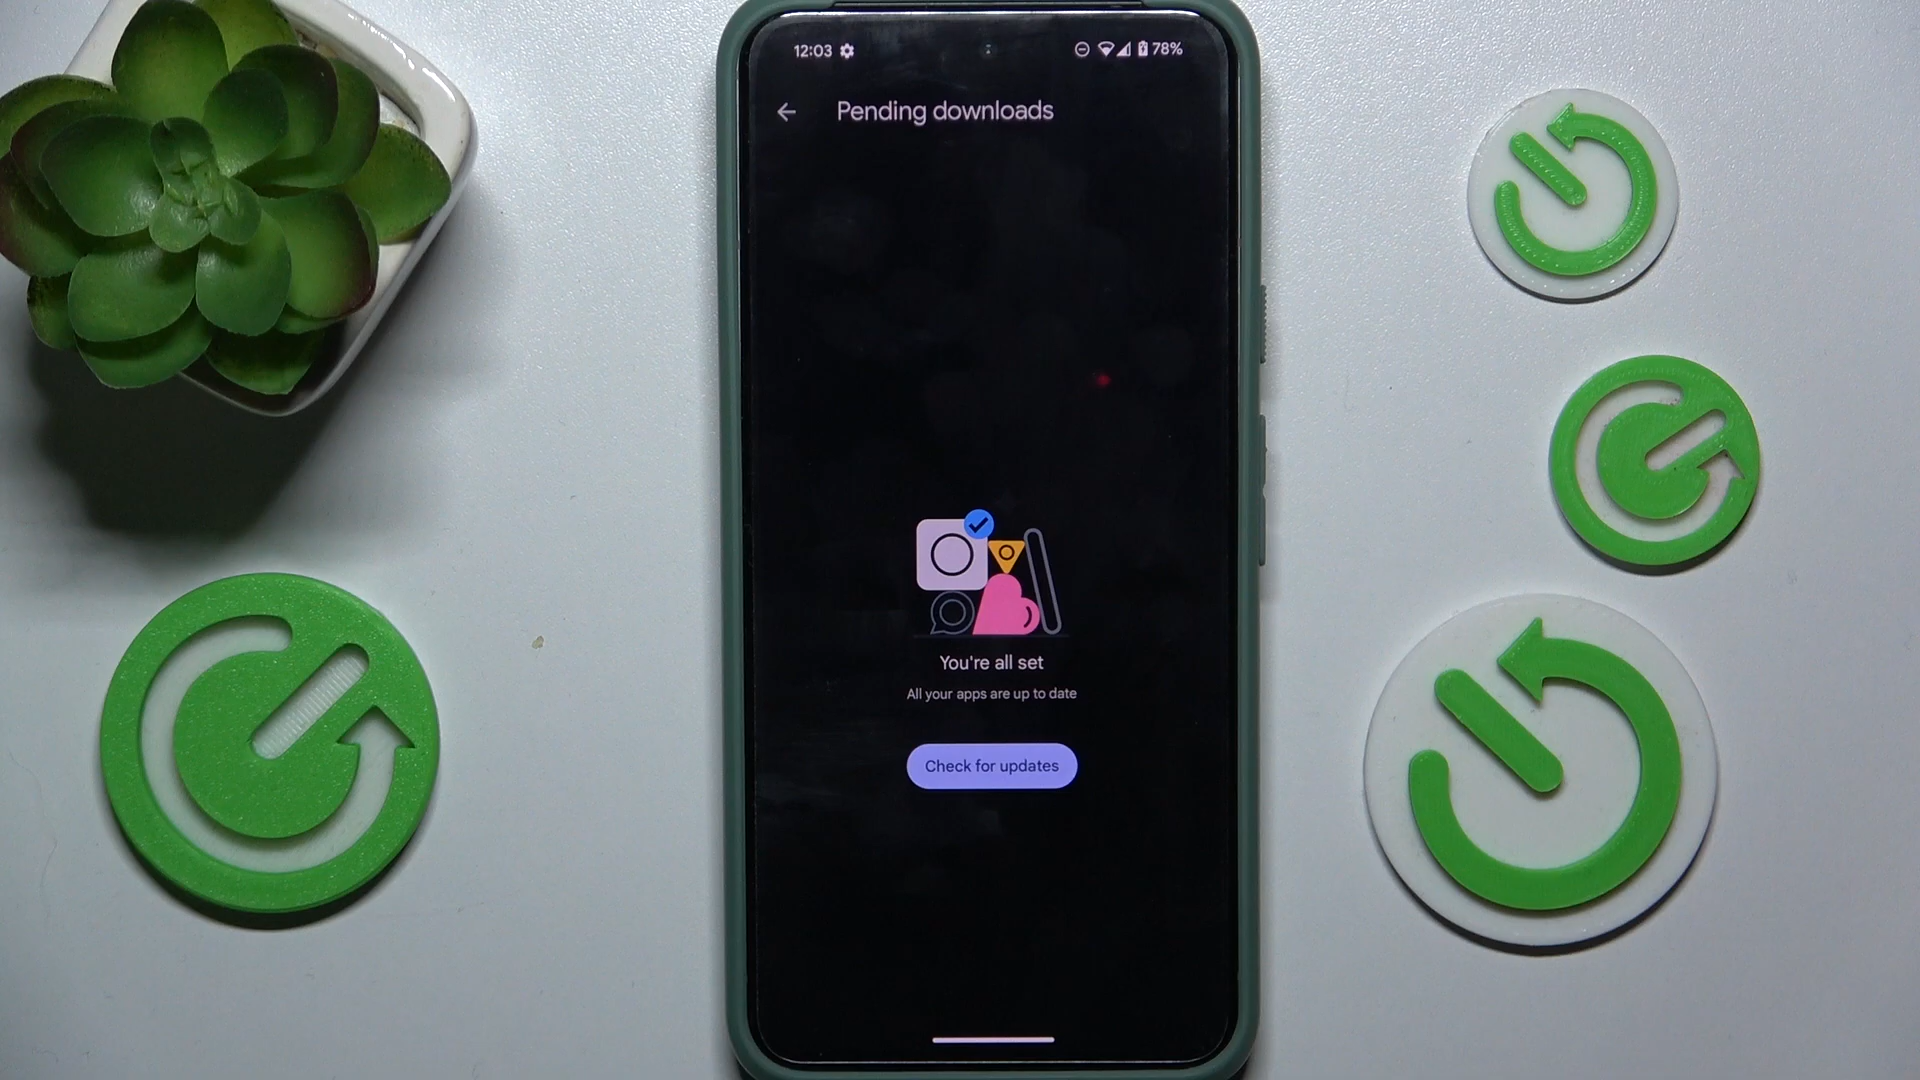 12:03
78%
Pending downloads
You're all set
All your apps are up to date
Check for updates